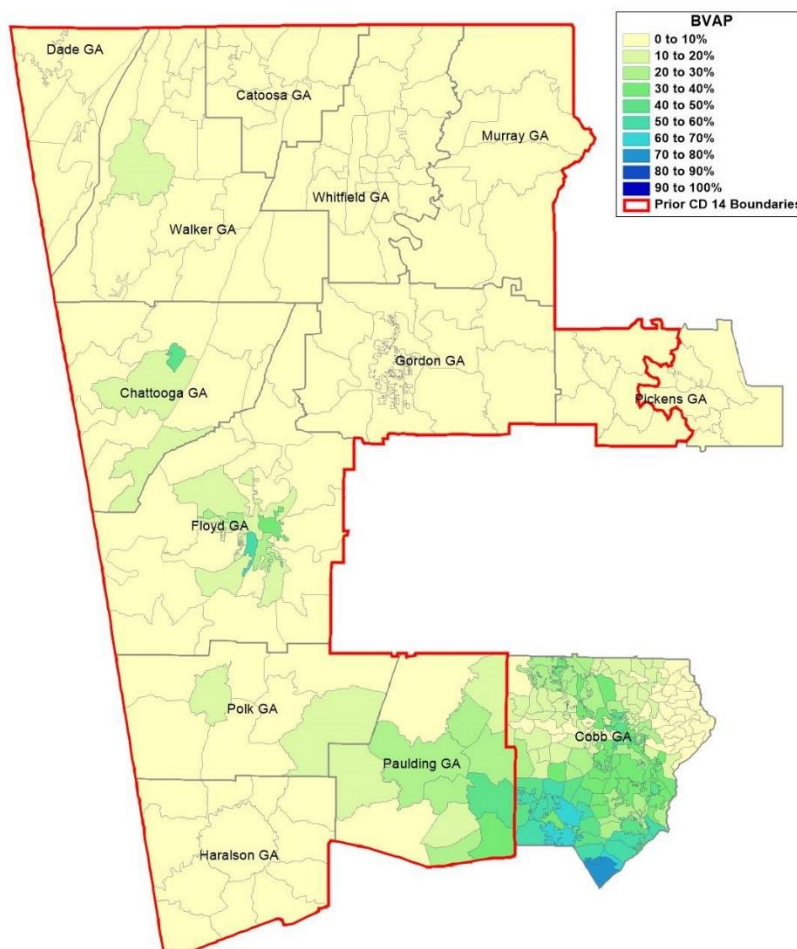 BVAP
0 to 10%
10 to 20%
20 to 30%
30 to 40%
40 to 50%
50 to 60%
60 to 70%
70 to 80%
80 to 90%
90 to 100%
Prior CD 14 Boundaries
Dade GA
Catoosa GA
Murray GA
Whitfield GA
Walker GA
Gordon GA
Chattooga GA
Pickens GA
Floyd GA
Polk GA
Cobb GA
Paulding GA
Haralson GA